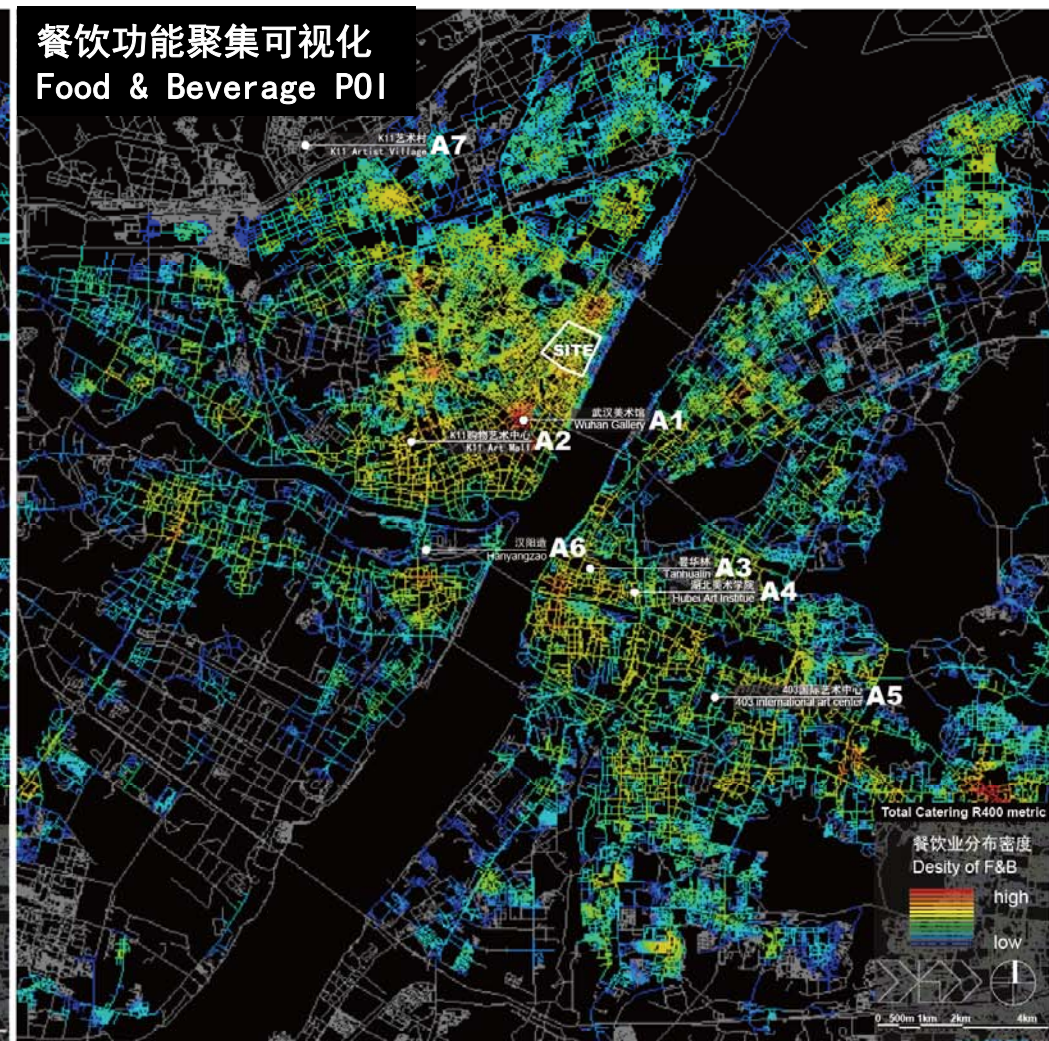 餐饮功能聚集可视化
Food & Beverage POI
K11艺术村
K11 Artist Village
A7
SITE
武汉美术馆
Wuhan Gallery
A1
K11购物艺术中心
K11 Art Mall
A2
汉阳造
Hanyangzao
A6
昙华林
Tanhualin
A3
湖北美术学院
Hubei Art Institue
A4
403国际艺术中心
403 international art center
A5
Total Catering R400 metric
餐饮业分布密度
Desity of F&B
high
low
0 500m 1km 2km 4km